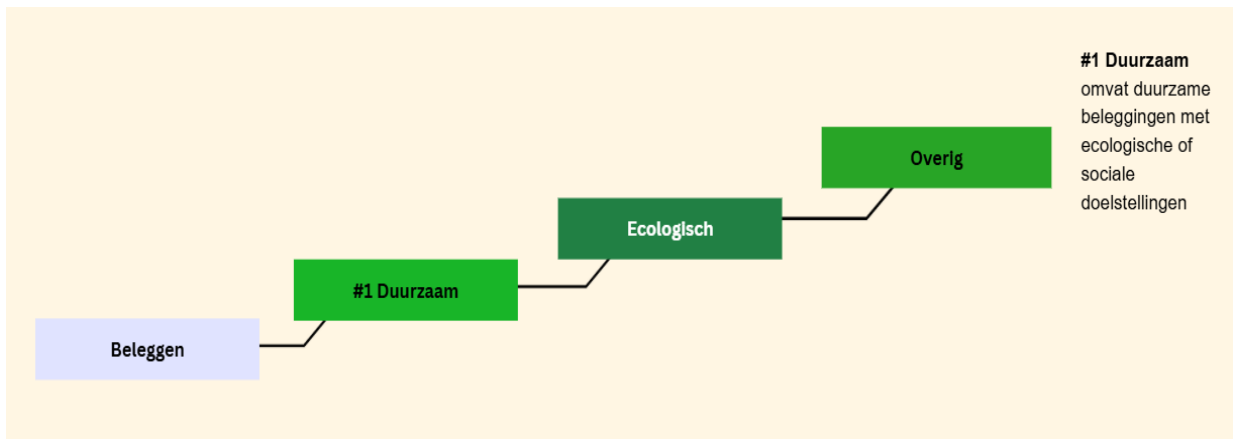 #1 Duurzaam
omvat duurzame
beleggingen met
ecologische of
sociale
doelstellingen
Overig
Ecologisch
#1 Duurzaam
Beleggen